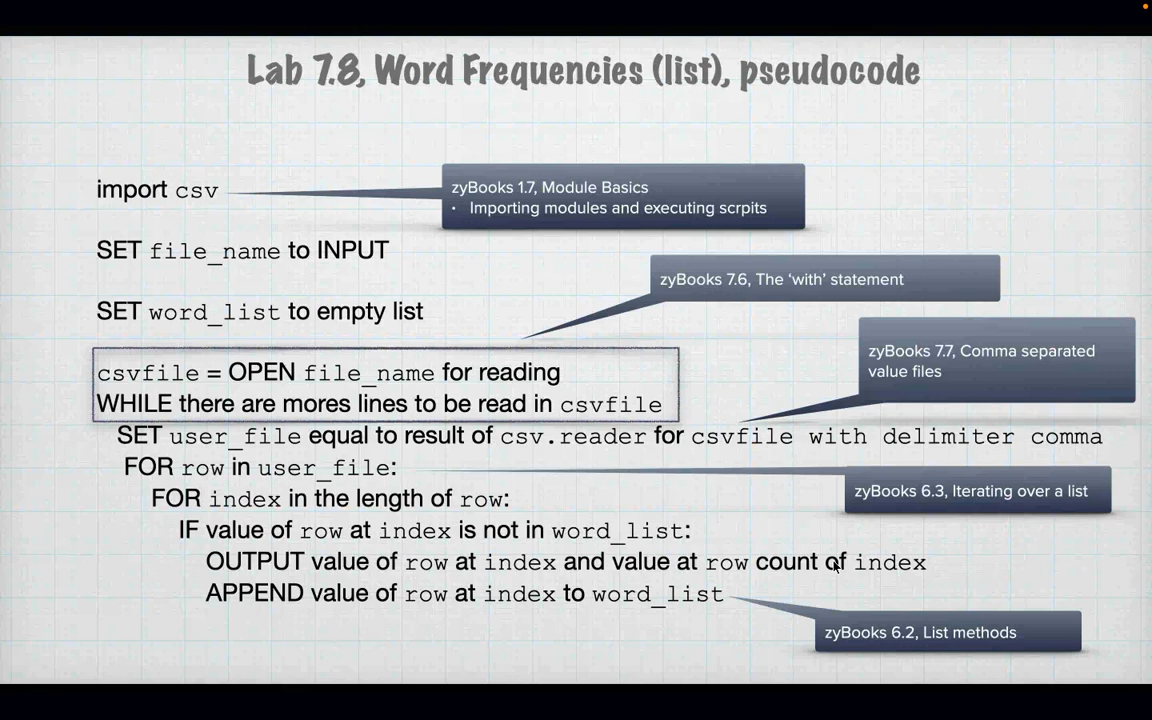 Lab 7.8, Word Frequencies (list), pseudocode
import csv
zyBooks 1.7, Module Basics
• Importing modules and executing scrpits
SET file_name to INPUT
zyBooks 7.6, The ‘with’ statement
SET word_list to empty list
zyBooks 7.7, Comma separated
value files
csvfile = OPEN file_name for reading
WHILE there are mores lines to be read in csvfile
SET user_file equal to result of csv.reader for csvfile with delimiter comma
FOR row in user_file:
zyBooks 6.3, Iterating over a list
FOR index in the length of row:
IF value of row at index is not in word_list:
OUTPUT value of row at index and value at row count of index
APPEND value of row at index to word_list
zyBooks 6.2, List methods